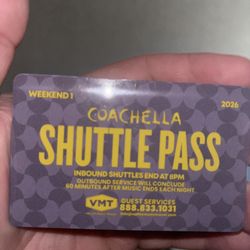 WEEKEND 1
2026
COACHELLA
SHUTTLE PASS
INBOUND SHUTTLES END AT 8PM
OUTBOUND SERVICE WILL CONCLUDE
60 MINUTES AFTER MUSIC ENDS EACH NIGHT
VMT
GUEST SERVICES
888.833.1031